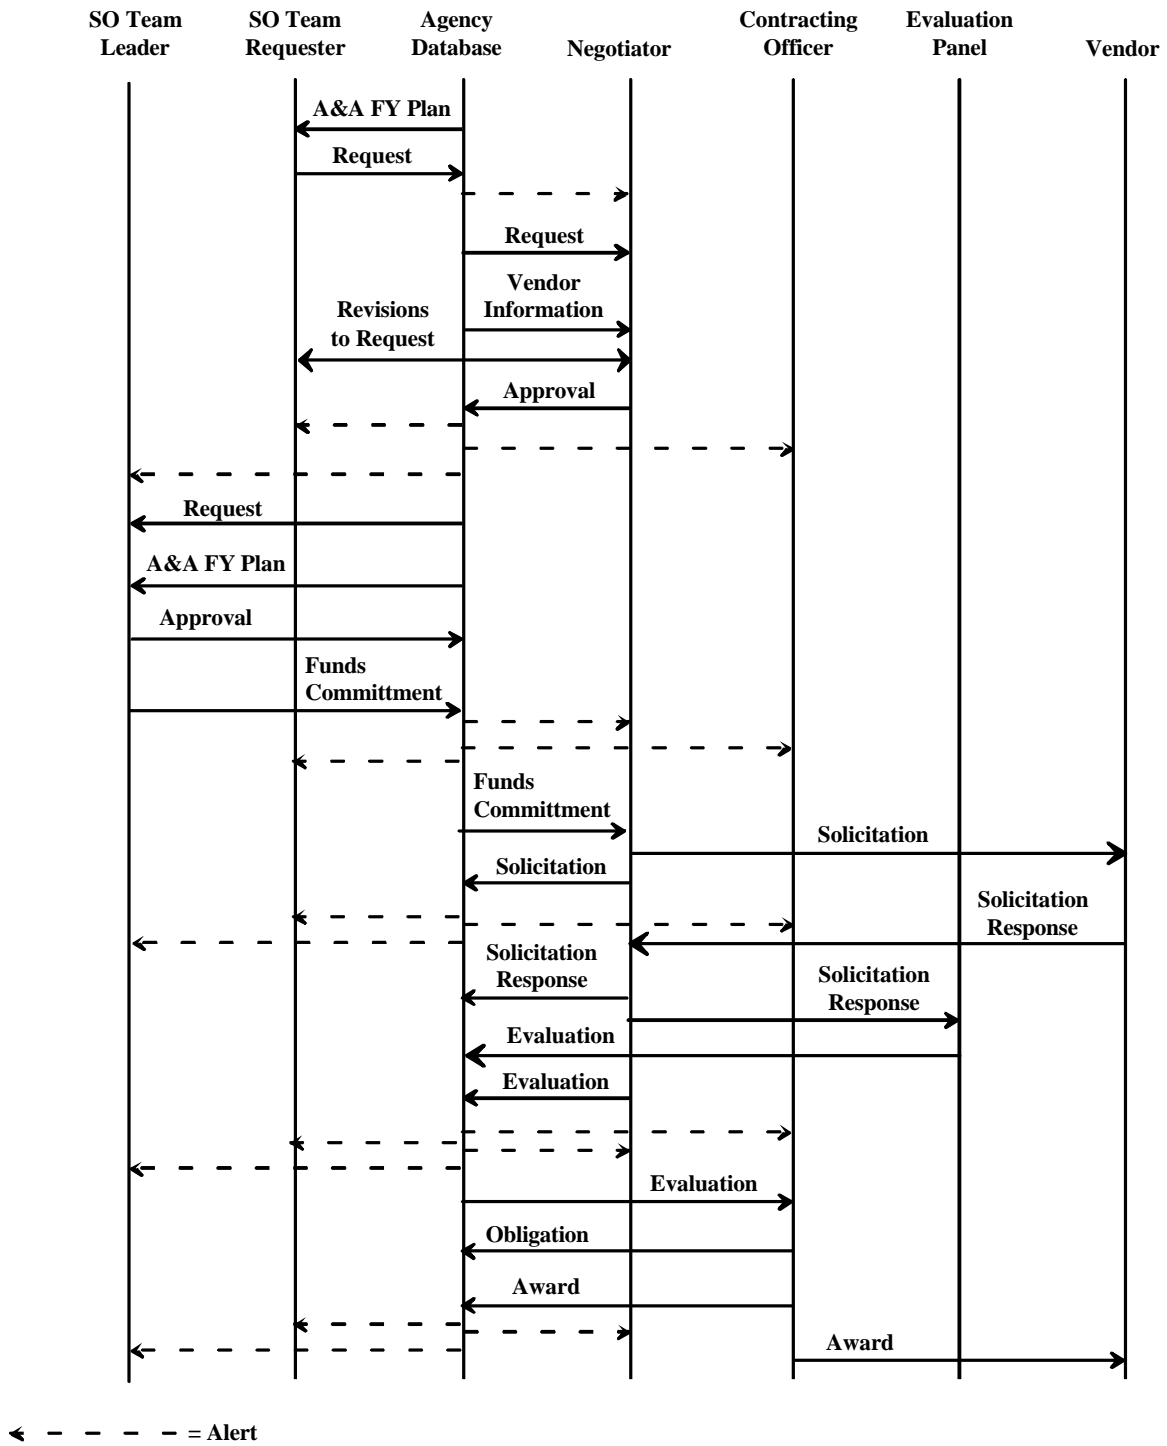 SO Team
Leader
SO Team
Requester
Agency
Database
Negotiator
Contracting
Officer
Evaluation
Panel
Vendor
A&A FY Plan
Request
Request
Vendor
Information
Revisions
to Request
Approval
Request
A&A FY Plan
Approval
Funds
Committment
Funds
Committment
Solicitation
Solicitation
Solicitation
Response
Solicitation
Response
Solicitation
Response
Evaluation
Evaluation
Evaluation
Obligation
Award
Award
= Alert